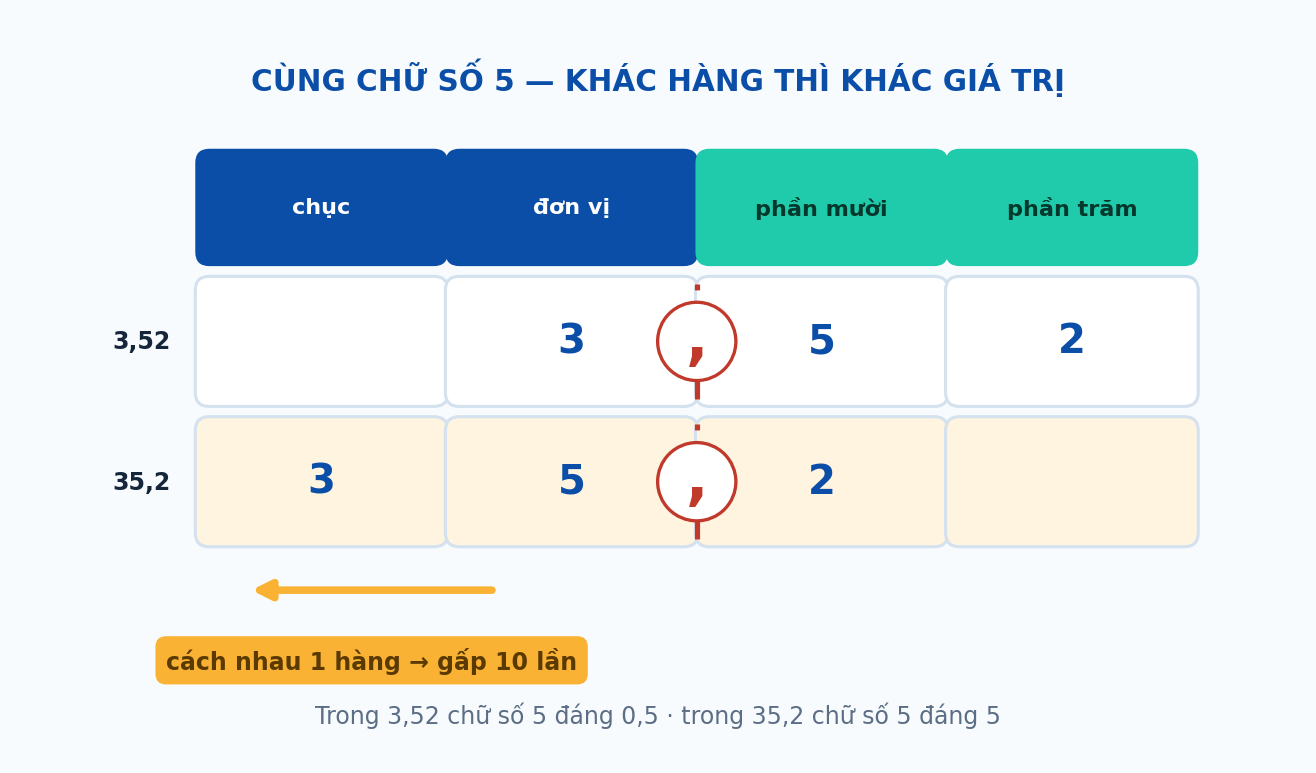 CÙNG CHỮ SỐ 5 — KHÁC HÀNG THÌ KHÁC GIÁ TRỊ
chục đơn vị phần mười phần trăm
3,52 3 , 5 2
35,2 3 5 , 2
cách nhau 1 hàng → gấp 10 lần
Trong 3,52 chữ số 5 đáng 0,5 · trong 35,2 chữ số 5 đáng 5